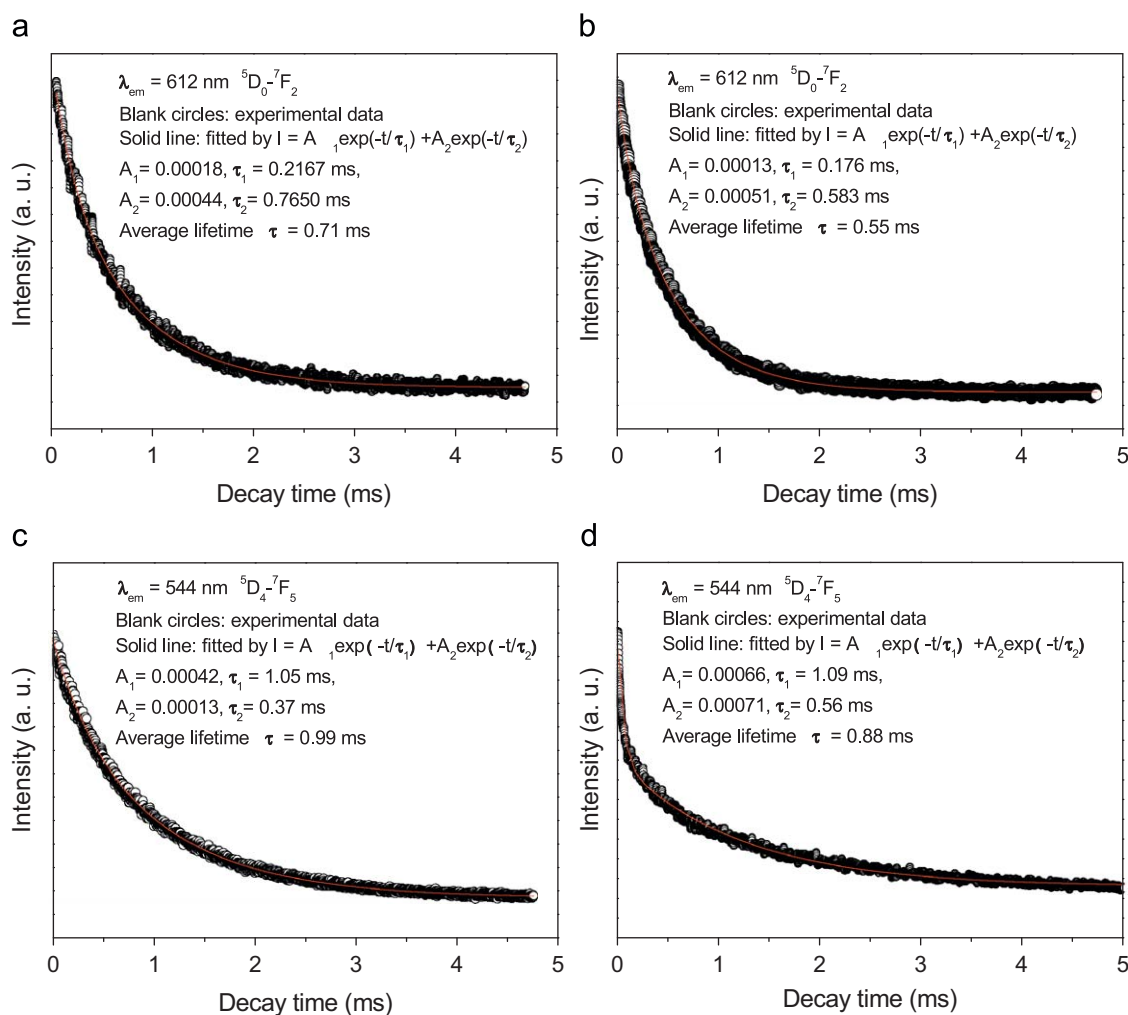 a
λem = 612 nm ⁵D₀-⁷F₂
Blank circles: experimental data
Solid line: fitted by I = A ₁exp(-t/τ₁) +A₂exp(-t/τ₂)
A₁= 0.00018, τ₁ = 0.2167 ms,
A₂= 0.00044, τ₂= 0.7650 ms
Average lifetime τ = 0.71 ms
Intensity (a. u.)
0 1 2 3 4 5
Decay time (ms)
b
λem = 612 nm ⁵D₀-⁷F₂
Blank circles: experimental data
Solid line: fitted by I = A ₁exp(-t/τ₁) +A₂exp(-t/τ₂)
A₁= 0.00013, τ₁ = 0.176 ms
A₂= 0.00051, τ₂= 0.583 ms
Average lifetime τ = 0.55 ms
Intensity (a. u.)
0 1 2 3 4 5
Decay time (ms)
c
λem = 544 nm ⁵D₄-⁷F₅
Blank circles: experimental data
Solid line: fitted by I = A ₁exp(-t/τ₁) +A₂exp(-t/τ₂)
A₁= 0.00042, τ₁ = 1.05 ms,
A₂= 0.00013, τ₂= 0.37 ms
Average lifetime τ = 0.99 ms
Intensity (a. u.)
0 1 2 3 4 5
Decay time (ms)
d
λem = 544 nm ⁵D₄-⁷F₅
Blank circles: experimental data
Solid line: fitted by I = A ₁exp(-t/τ₁) +A₂exp(-t/τ₂)
A₁= 0.00066, τ₁ = 1.09 ms,
A₂= 0.00071, τ₂= 0.56 ms
Average lifetime τ = 0.88 ms
Intensity (a. u.)
0 1 2 3 4 5
Decay time (ms)